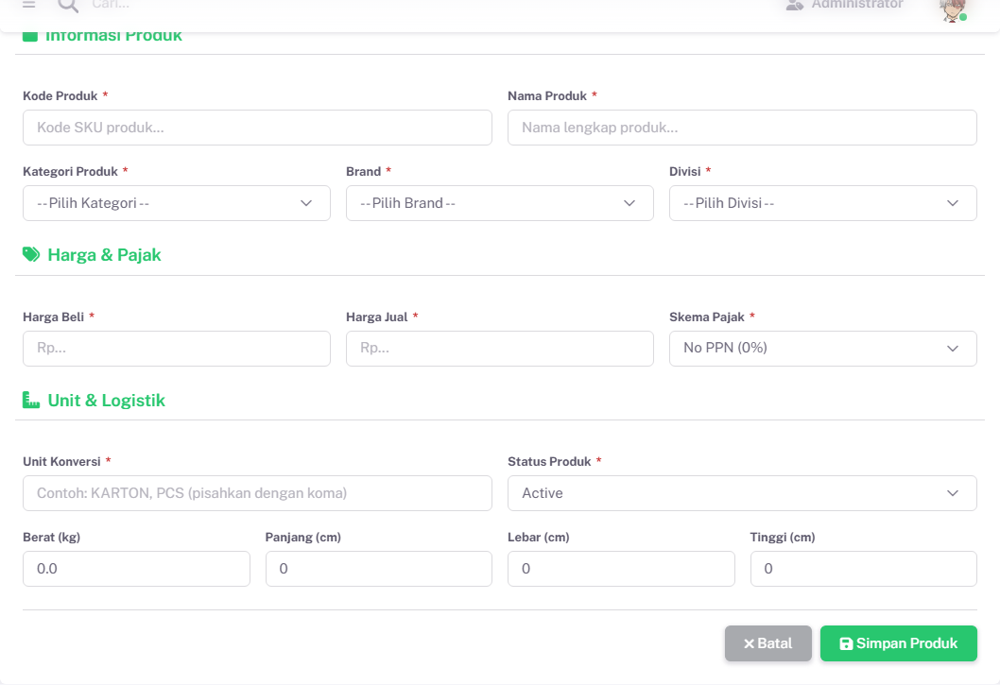 Cari...
Administrator
Informasi Produk
Kode Produk *
Nama Produk *
Kode SKU produk...
Nama lengkap produk...
Kategori Produk *
Brand *
Divisi *
-- Pilih Kategori --
-- Pilih Brand --
-- Pilih Divisi --
Harga & Pajak
Harga Beli *
Harga Jual *
Skema Pajak *
Rp...
Rp...
No PPN (0%)
Unit & Logistik
Unit Konversi *
Status Produk *
Contoh: KARTON, PCS (pisahkan dengan koma)
Active
Berat (kg)
Panjang (cm)
Lebar (cm)
Tinggi (cm)
0.0
0
0
0
Batal
Simpan Produk